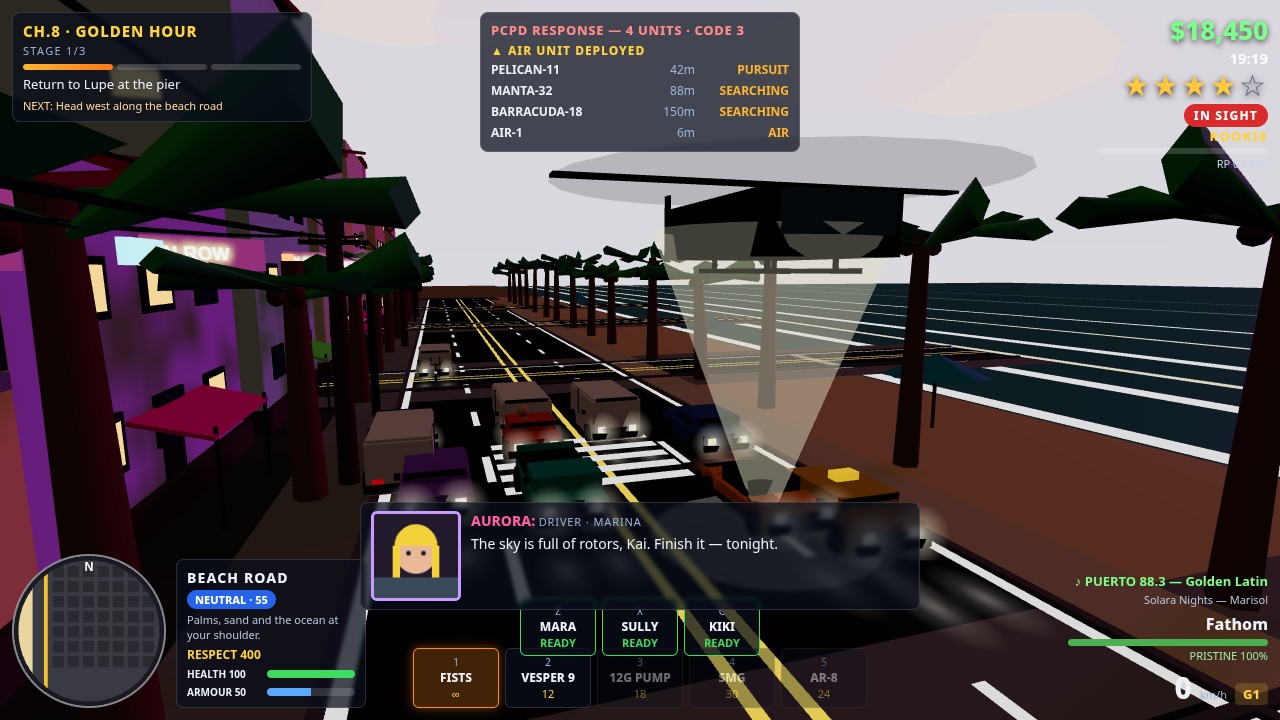 CH.8 · GOLDEN HOUR
STAGE 1/3
Return to Lupe at the pier
NEXT: Head west along the beach road
PCPD RESPONSE — 4 UNITS · CODE 3
▲ AIR UNIT DEPLOYED
PELICAN-11 42m PURSUIT
MANTA-32 88m SEARCHING
BARRACUDA-18 150m SEARCHING
AIR-1 6m AIR
$18,450
19:19
IN SIGHT
ROOKIE
RP
ROW
AURORA: DRIVER · MARINA
The sky is full of rotors, Kai. Finish it — tonight.
N
BEACH ROAD
NEUTRAL · 55
Palms, sand and the ocean at
your shoulder.
RESPECT 400
HEALTH 100
ARMOUR 50
Z X C
MARA SULLY KIKI
READY READY READY
1 2 3 4 5
FISTS VESPER 9 12G PUMP SMG AR-8
∞ 12 18 30 24
♪ PUERTO 88.3 — Golden Latin
Solara Nights — Marisol
Fathom
PRISTINE 100%
0 km/h G1